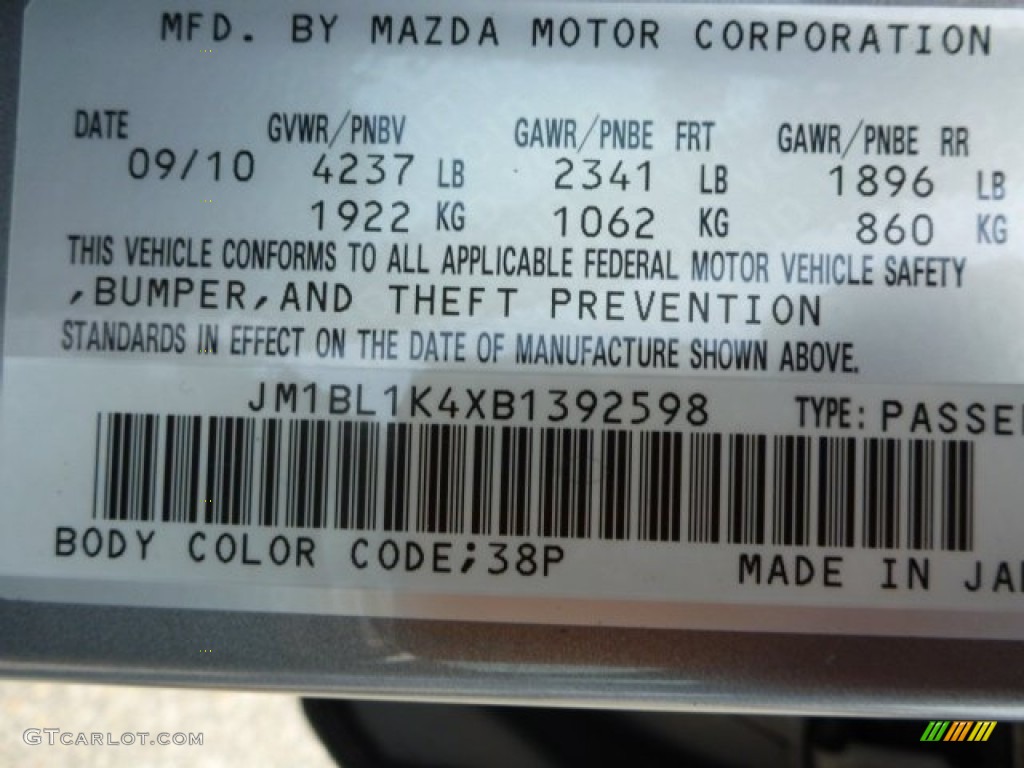 MFD. BY MAZDA MOTOR CORPORATION
DATE GVWR/PNBV GAWR/PNBE FRT GAWR/PNBE RR
09/10 4237 LB 2341 LB 1896 LB
1922 KG 1062 KG 860 KG
THIS VEHICLE CONFORMS TO ALL APPLICABLE FEDERAL MOTOR VEHICLE SAFETY
,BUMPER,AND THEFT PREVENTION
STANDARDS IN EFFECT ON THE DATE OF MANUFACTURE SHOWN ABOVE.
JM1BL1K4XB1392598 TYPE: PASSE
BODY COLOR CODE;38P MADE IN JA
GTCARLOT.COM